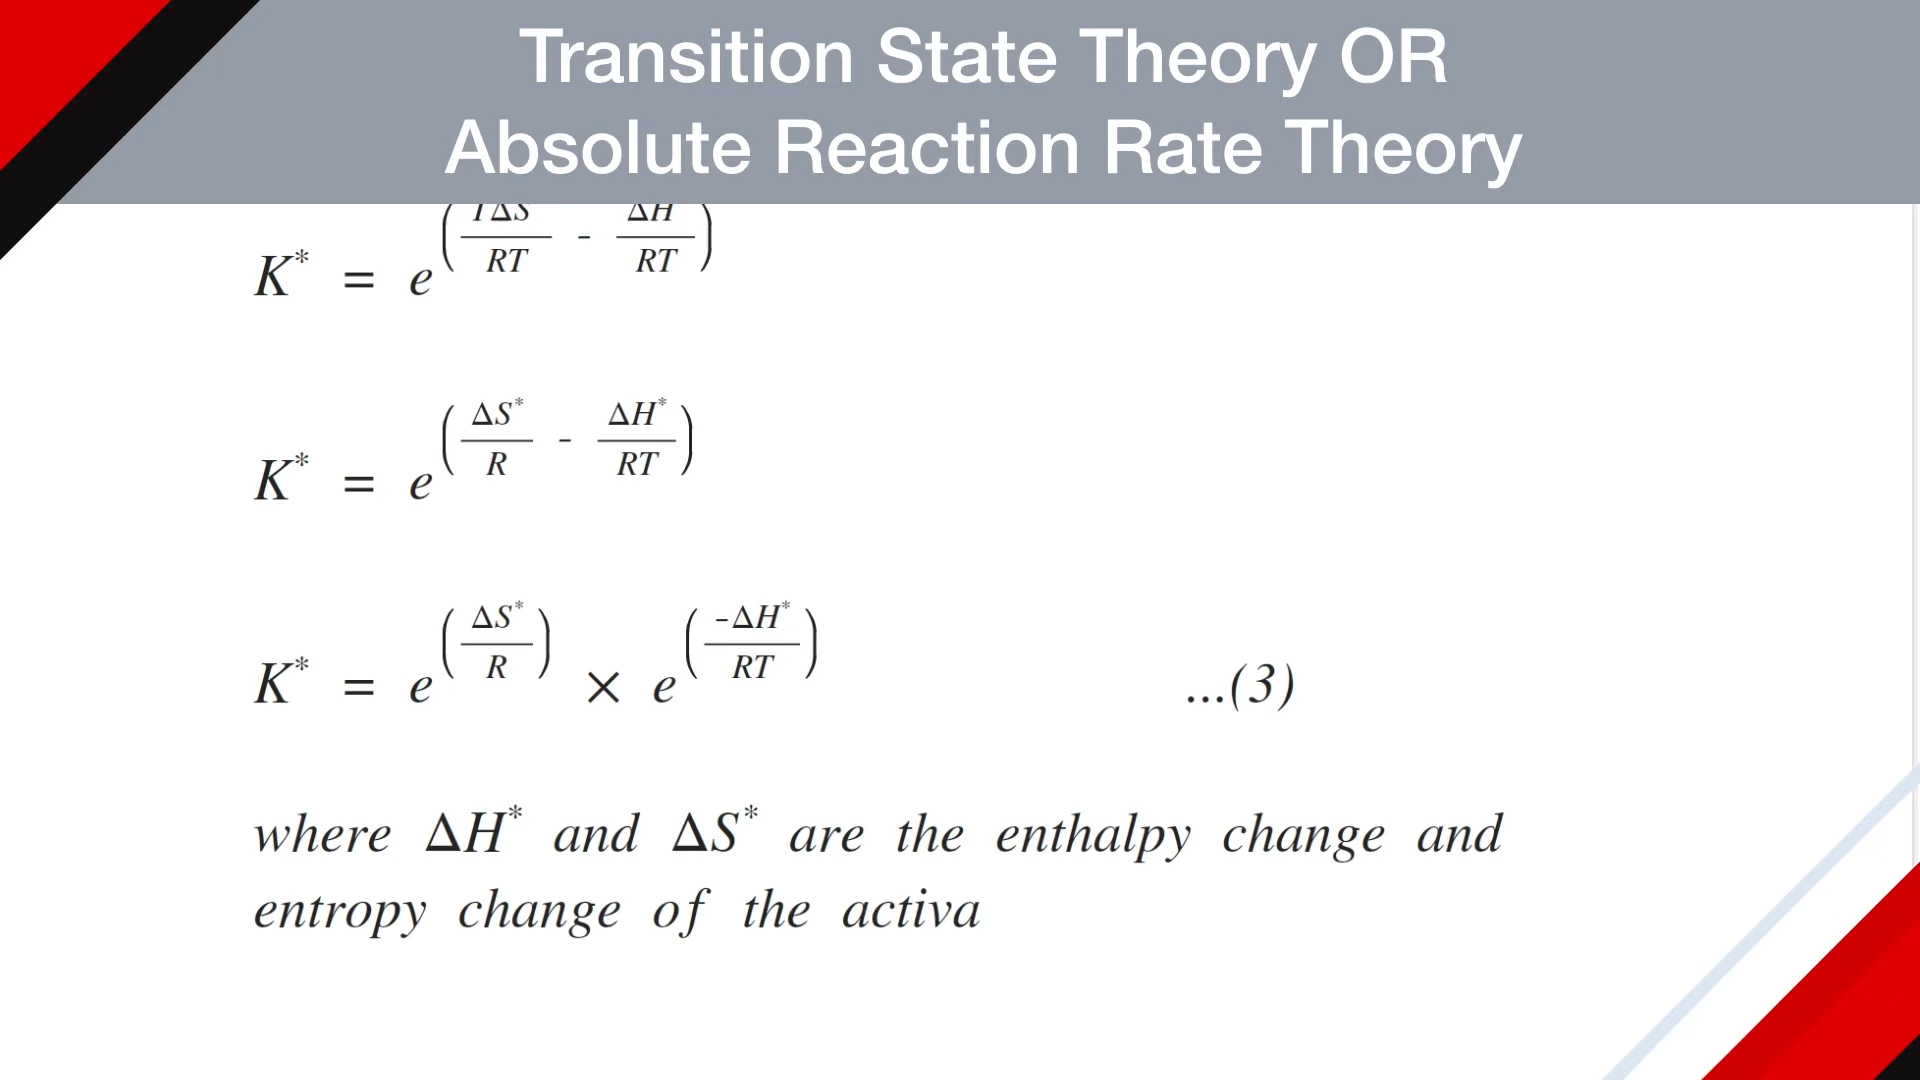 Transition State Theory OR
Absolute Reaction Rate Theory
K* = e^(TΔS/RT - ΔH/RT)
K* = e^(ΔS*/R - ΔH*/RT)
K* = e^(ΔS*/R) × e^(-ΔH*/RT) ...(3)
where ΔH* and ΔS* are the enthalpy change and
entropy change of the activa